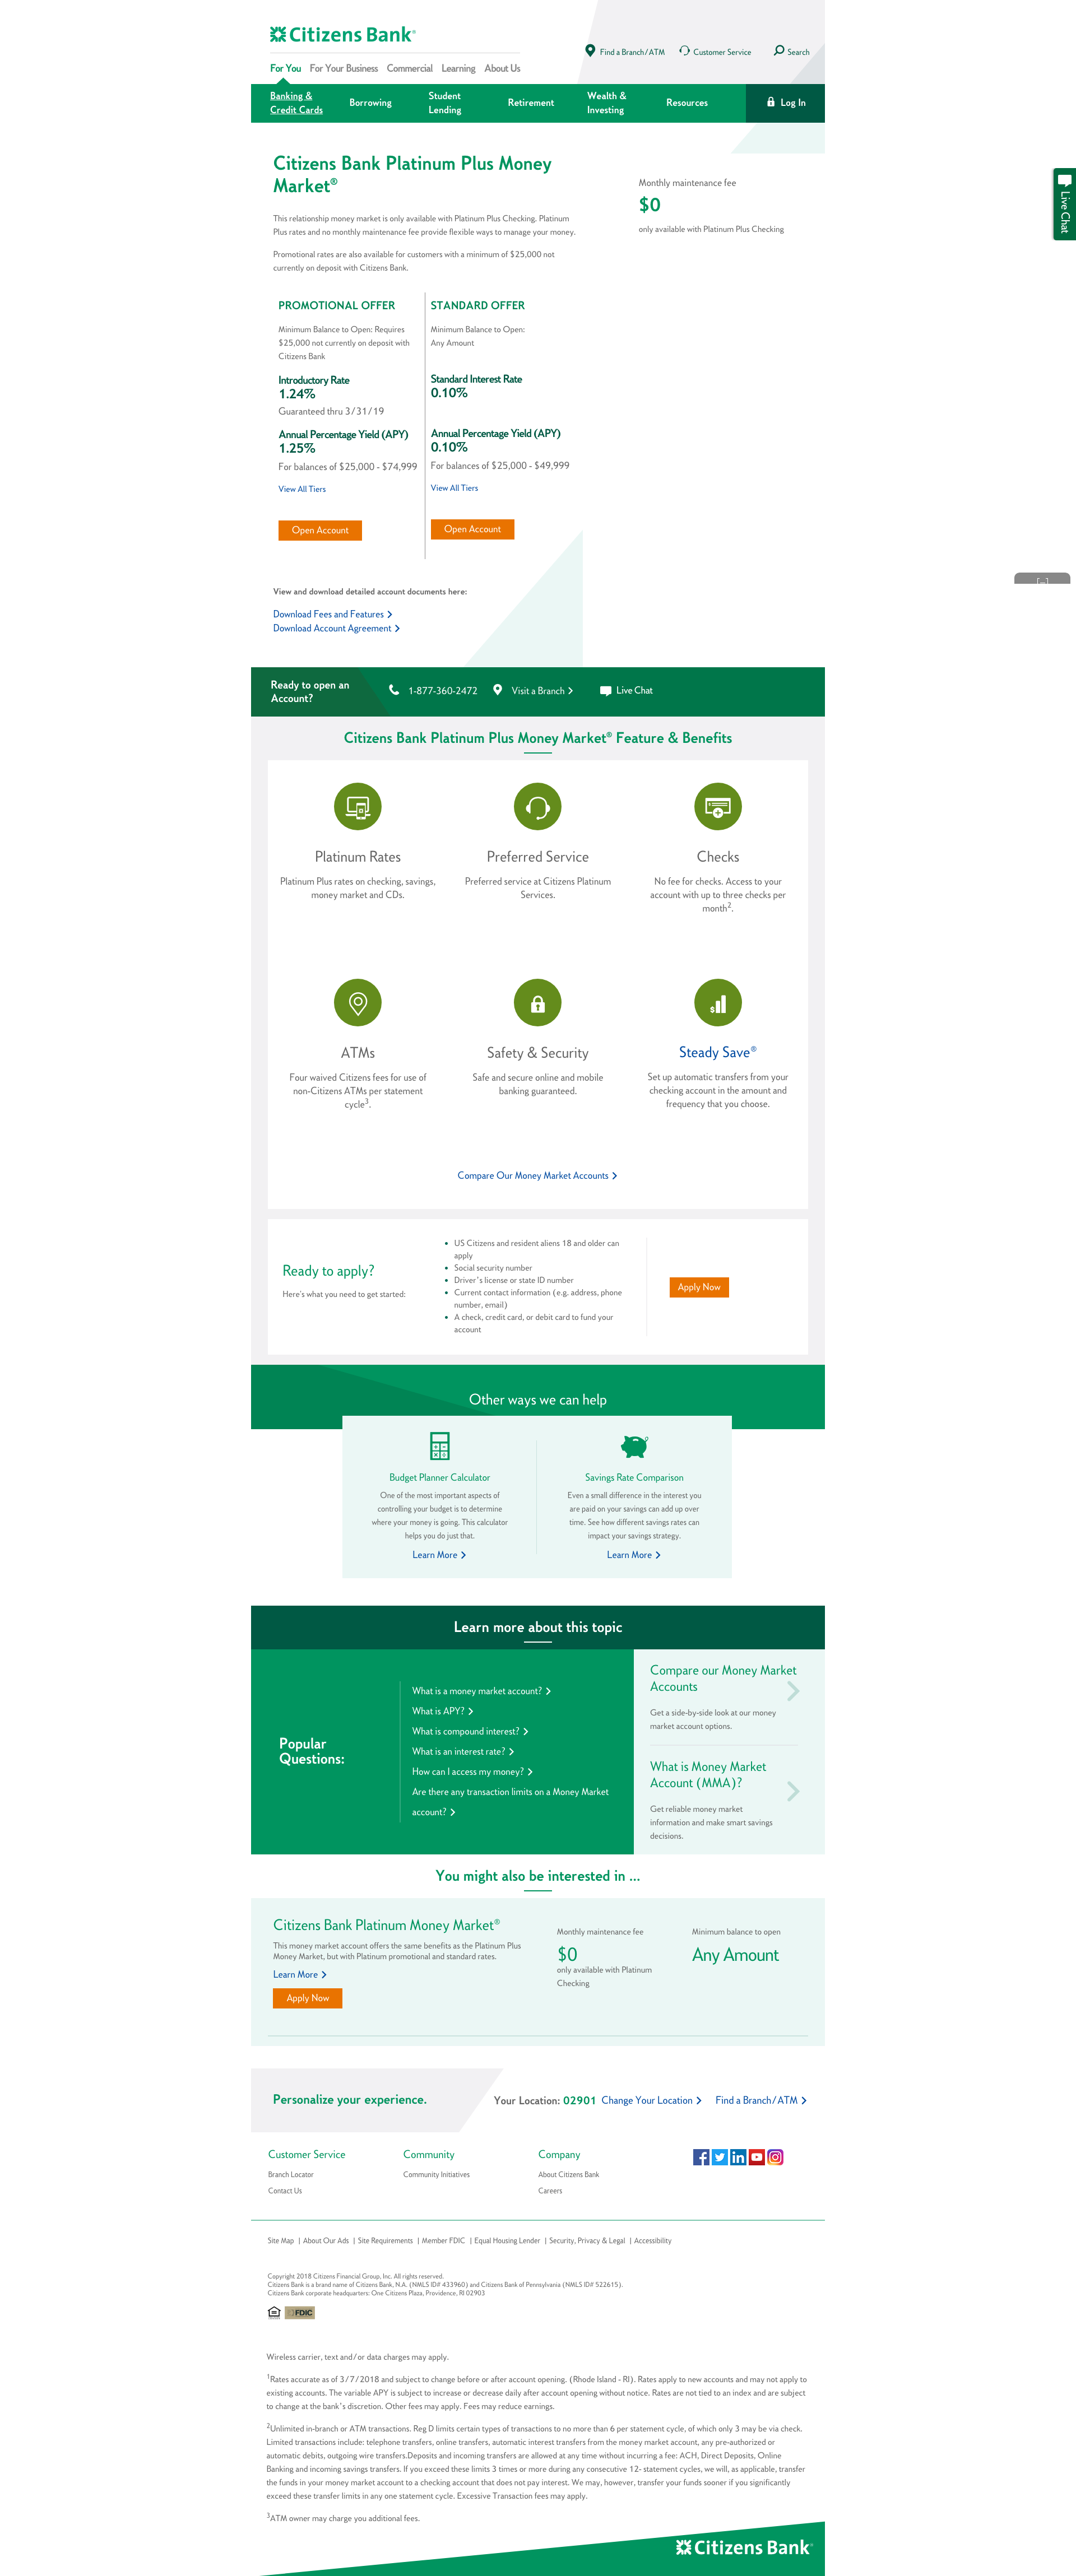 Citizens Bank®
Find a Branch/ATM
Customer Service
Search
For You
For Your Business
Commercial
Learning
About Us
Banking &
Credit Cards
Borrowing
Student
Lending
Retirement
Wealth &
Investing
Resources
Log In
Live Chat
Citizens Bank Platinum Plus Money
Market®
This relationship money market is only available with Platinum Plus Checking. Platinum
Plus rates and no monthly maintenance fee provide flexible ways to manage your money.
Promotional rates are also available for customers with a minimum of $25,000 not
currently on deposit with Citizens Bank.
Monthly maintenance fee
$0
only available with Platinum Plus Checking
PROMOTIONAL OFFER
Minimum Balance to Open: Requires
$25,000 not currently on deposit with
Citizens Bank
Introductory Rate
1.24%
Guaranteed thru 3/31/19
Annual Percentage Yield (APY)
1.25%
For balances of $25,000 - $74,999
View All Tiers
Open Account
STANDARD OFFER
Minimum Balance to Open:
Any Amount
Standard Interest Rate
0.10%
Annual Percentage Yield (APY)
0.10%
For balances of $25,000 - $49,999
View All Tiers
Open Account
View and download detailed account documents here:
Download Fees and Features
Download Account Agreement
Ready to open an
Account?
1-877-360-2472
Visit a Branch
Live Chat
Citizens Bank Platinum Plus Money Market® Feature & Benefits
Platinum Rates
Platinum Plus rates on checking, savings,
money market and CDs.
Preferred Service
Preferred service at Citizens Platinum
Services.
Checks
No fee for checks. Access to your
account with up to three checks per
month2.
ATMs
Four waived Citizens fees for use of
non-Citizens ATMs per statement
cycle3.
Safety & Security
Safe and secure online and mobile
banking guaranteed.
Steady Save®
Set up automatic transfers from your
checking account in the amount and
frequency that you choose.
Compare Our Money Market Accounts
Ready to apply?
Here's what you need to get started:
• US Citizens and resident aliens 18 and older can
apply
• Social security number
• Driver's license or state ID number
• Current contact information (e.g. address, phone
number, email)
• A check, credit card, or debit card to fund your
account
Apply Now
Other ways we can help
Budget Planner Calculator
One of the most important aspects of
controlling your budget is to determine
where your money is going. This calculator
helps you do just that.
Learn More
Savings Rate Comparison
Even a small difference in the interest you
are paid on your savings can add up over
time. See how different savings rates can
impact your savings strategy.
Learn More
Learn more about this topic
Popular
Questions:
What is a money market account?
What is APY?
What is compound interest?
What is an interest rate?
How can I access my money?
Are there any transaction limits on a Money Market
account?
Compare our Money Market
Accounts
Get a side-by-side look at our money
market account options.
What is Money Market
Account (MMA)?
Get reliable money market
information and make smart savings
decisions.
You might also be interested in ...
Citizens Bank Platinum Money Market®
This money market account offers the same benefits as the Platinum Plus
Money Market, but with Platinum promotional and standard rates.
Learn More
Apply Now
Monthly maintenance fee
$0
only available with Platinum
Checking
Minimum balance to open
Any Amount
Personalize your experience.
Your Location: 02901 Change Your Location
Find a Branch/ATM
Customer Service
Branch Locator
Contact Us
Community
Community Initiatives
Company
About Citizens Bank
Careers
Site Map | About Our Ads | Site Requirements | Member FDIC | Equal Housing Lender | Security, Privacy & Legal | Accessibility
Copyright 2018 Citizens Financial Group, Inc. All rights reserved.
Citizens Bank is a brand name of Citizens Bank, N.A. (NMLS ID# 433960) and Citizens Bank of Pennsylvania (NMLS ID# 522615).
Citizens Bank corporate headquarters: One Citizens Plaza, Providence, RI 02903
FDIC
Wireless carrier, text and/or data charges may apply.
1Rates accurate as of 3/7/2018 and subject to change before or after account opening. (Rhode Island - RI). Rates apply to new accounts and may not apply to
existing accounts. The variable APY is subject to increase or decrease daily after account opening without notice. Rates are not tied to an index and are subject
to change at the bank's discretion. Other fees may apply. Fees may reduce earnings.
2Unlimited in-branch or ATM transactions. Reg D limits certain types of transactions to no more than 6 per statement cycle, of which only 3 may be via check.
Limited transactions include: telephone transfers, online transfers, automatic interest transfers from the money market account, any pre-authorized or
automatic debits, outgoing wire transfers.Deposits and incoming transfers are allowed at any time without incurring a fee: ACH, Direct Deposits, Online
Banking and incoming savings transfers. If you exceed these limits 3 times or more during any consecutive 12- statement cycles, we will, as applicable, transfer
the funds in your money market account to a checking account that does not pay interest. We may, however, transfer your funds sooner if you significantly
exceed these transfer limits in any one statement cycle. Excessive Transaction fees may apply.
3ATM owner may charge you additional fees.
Citizens Bank®